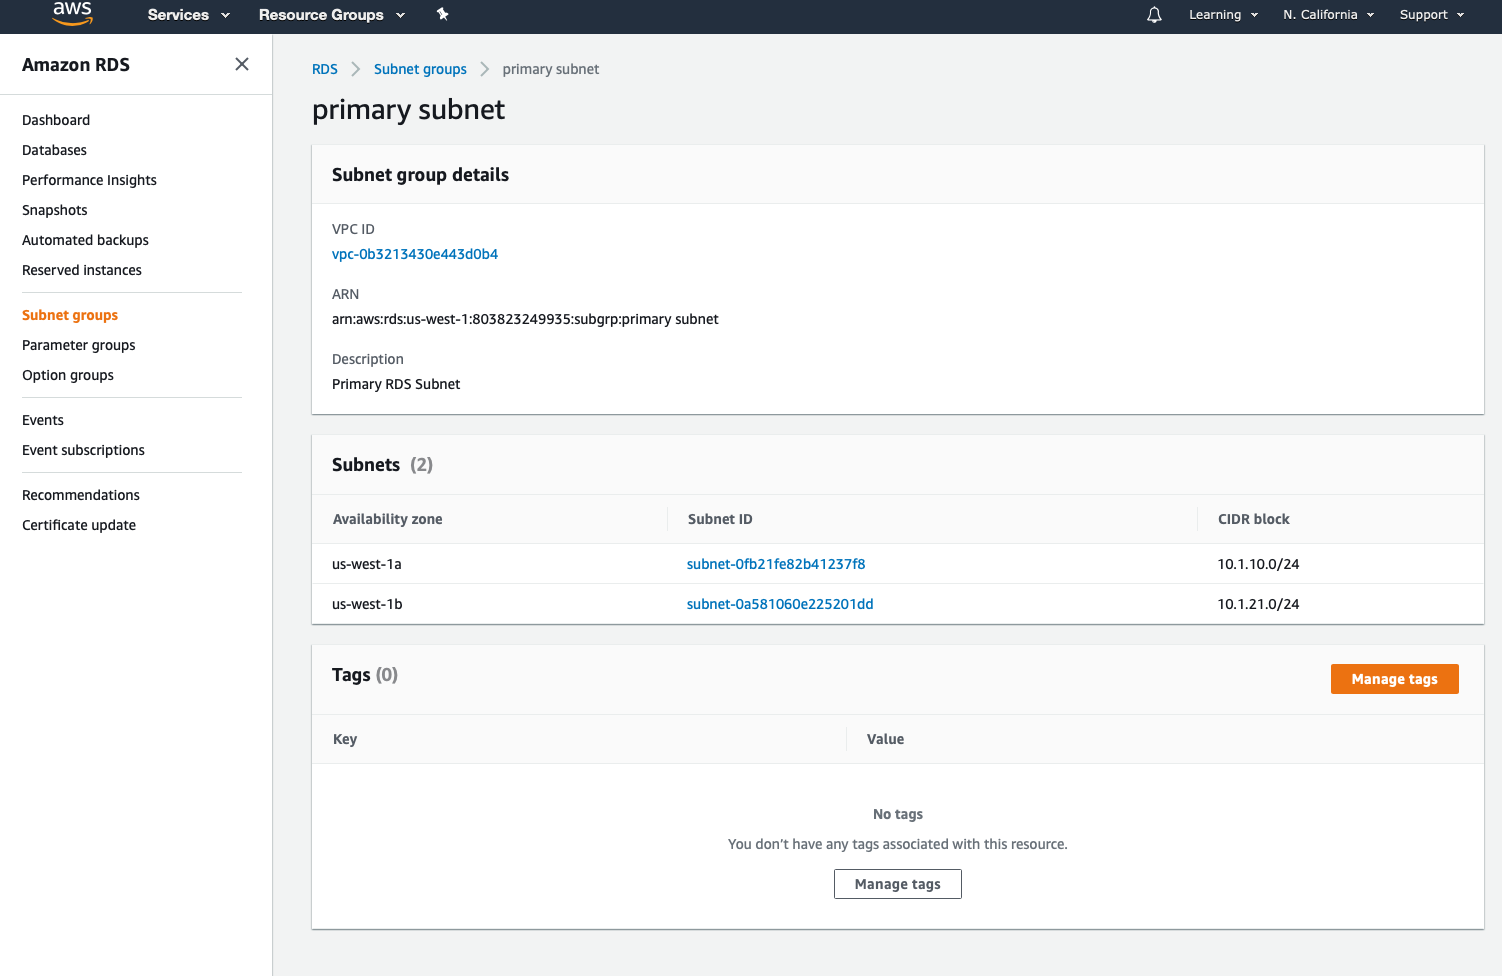 aws Services Resource Groups Learning N. California Support
Amazon RDS
Dashboard
Databases
Performance Insights
Snapshots
Automated backups
Reserved instances
Subnet groups
Parameter groups
Option groups
Events
Event subscriptions
Recommendations
Certificate update
RDS Subnet groups primary subnet
primary subnet
Subnet group details
VPC ID
vpc-0b3213430e443d0b4
ARN
arn:aws:rds:us-west-1:803823249935:subgrp:primary subnet
Description
Primary RDS Subnet
Subnets (2)
Availability zone Subnet ID CIDR block
us-west-1a subnet-0fb21fe82b41237f8 10.1.10.0/24
us-west-1b subnet-0a581060e225201dd 10.1.21.0/24
Tags (0) Manage tags
Key Value
No tags
You don’t have any tags associated with this resource.
Manage tags